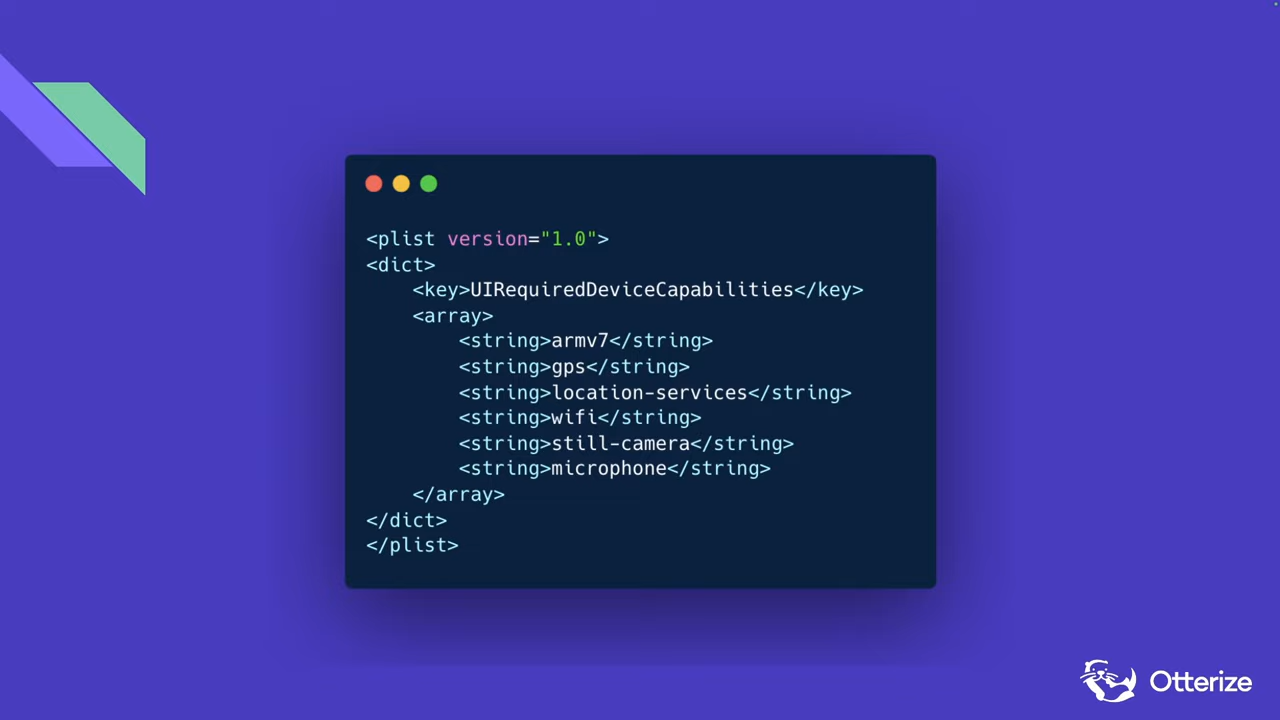 <plist version="1.0">
<dict>
    <key>UIRequiredDeviceCapabilities</key>
    <array>
        <string>armv7</string>
        <string>gps</string>
        <string>location-services</string>
        <string>wifi</string>
        <string>still-camera</string>
        <string>microphone</string>
    </array>
</dict>
</plist>
Otterize